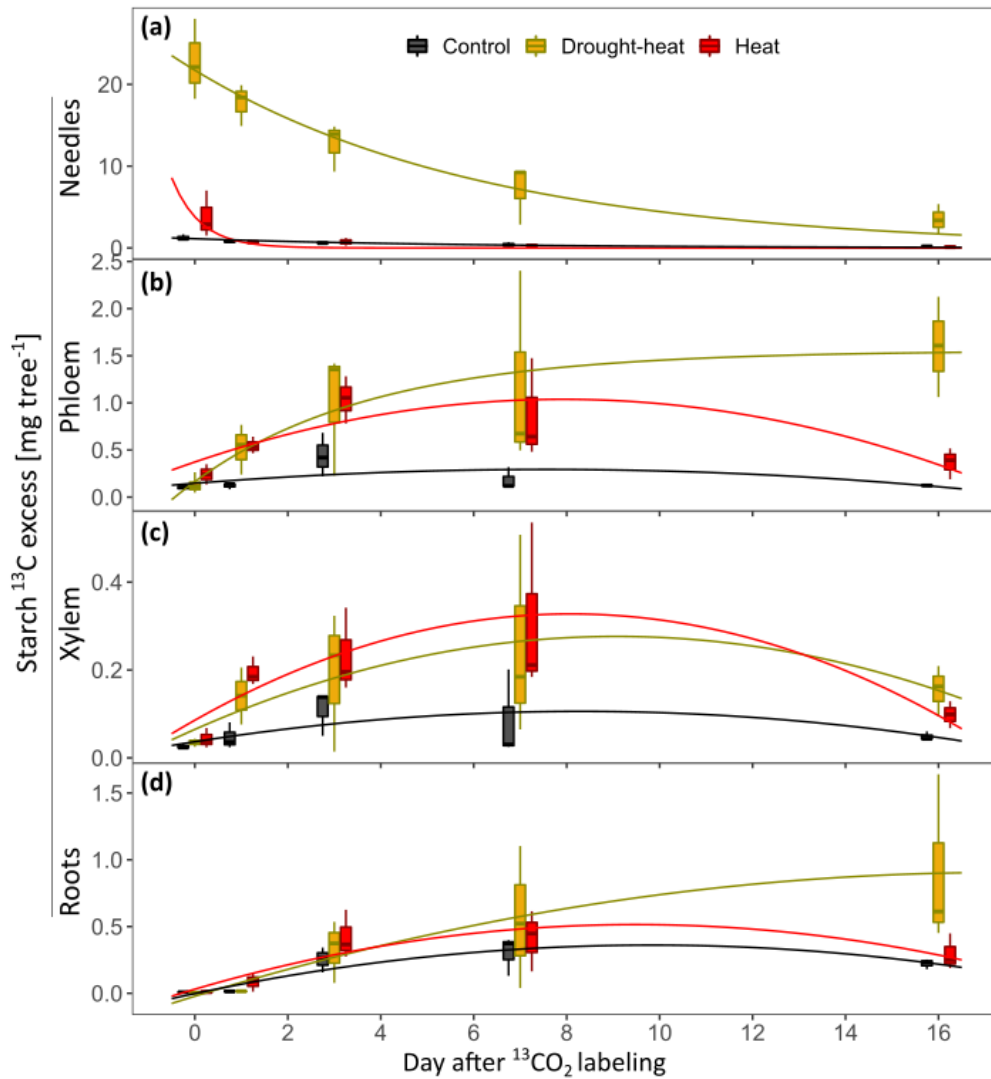 (a)
Control Drought-heat Heat
20
10
0
Needles
(b)
2.5
2.0
1.5
1.0
0.5
0.0
Phloem
(c)
0.4
0.2
0.0
Xylem
(d)
1.5
1.0
0.5
0.0
Roots
Starch ¹³C excess [mg tree⁻¹]
0 2 4 6 8 10 12 14 16
Day after ¹³CO₂ labeling